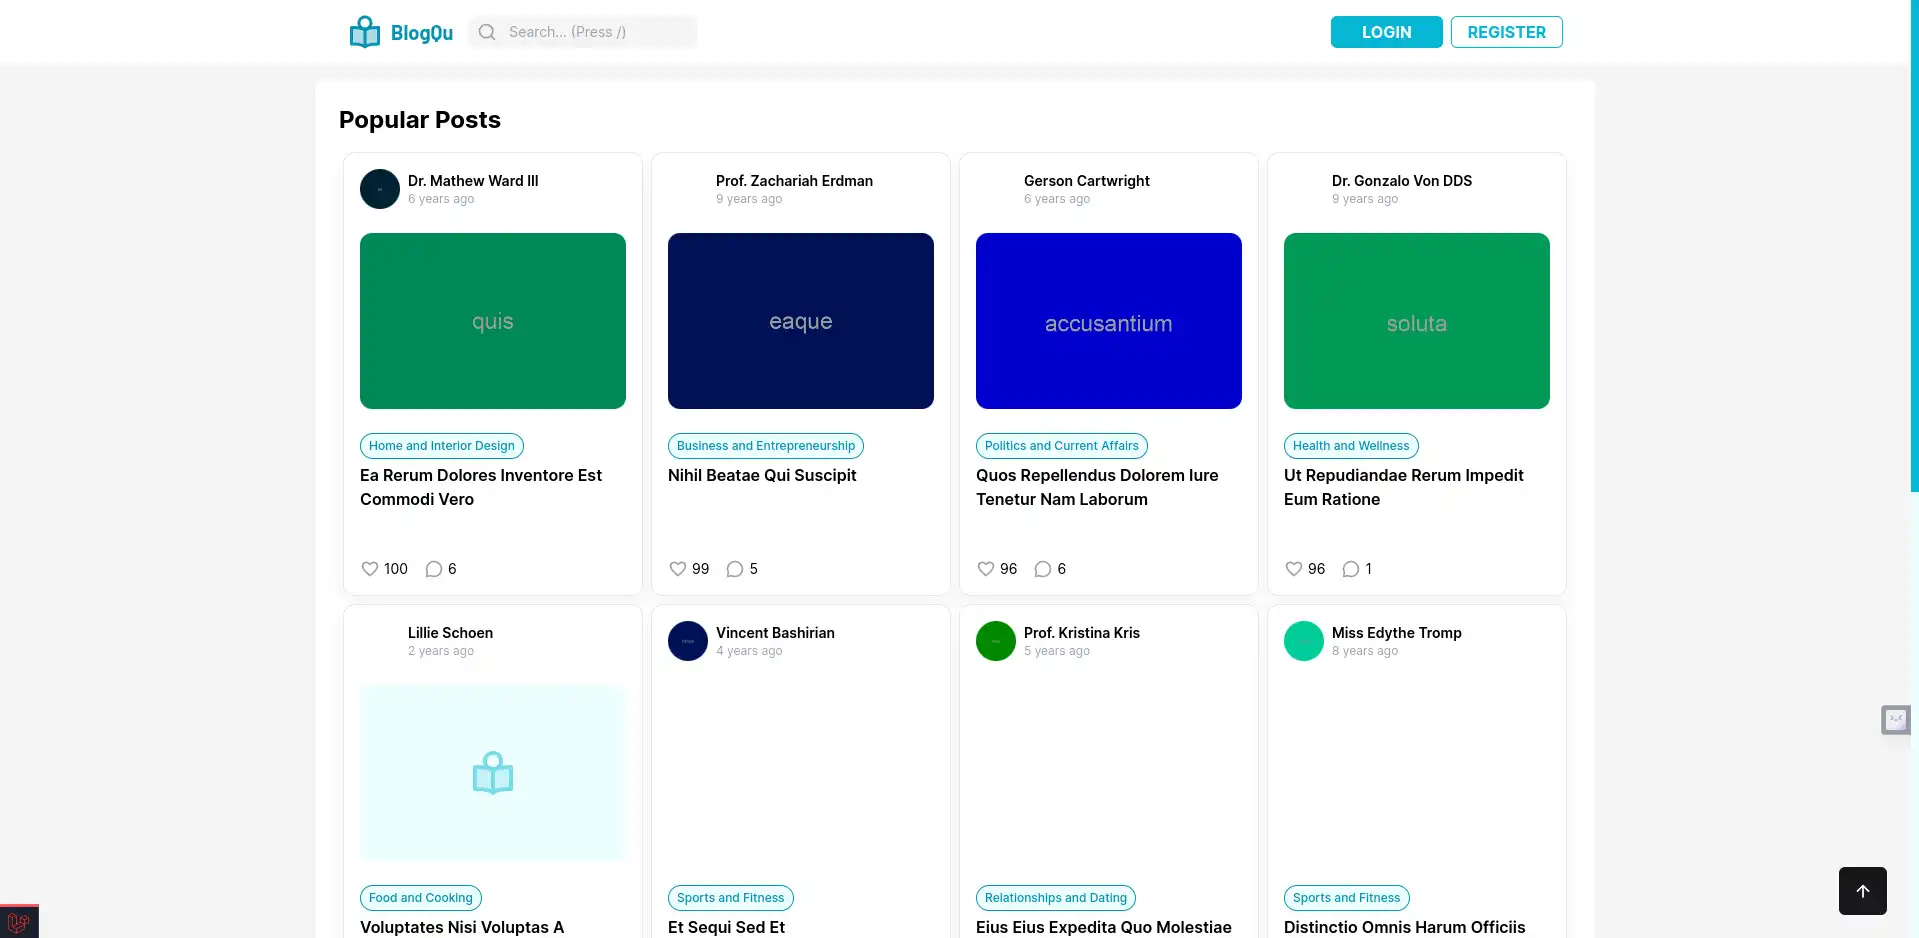 BlogQu
Search... (Press /)
LOGIN
REGISTER
Popular Posts
Dr. Mathew Ward III
6 years ago
quis
Home and Interior Design
Ea Rerum Dolores Inventore Est
Commodi Vero
100
6
Prof. Zachariah Erdman
9 years ago
eaque
Business and Entrepreneurship
Nihil Beatae Qui Suscipit
99
5
Gerson Cartwright
6 years ago
accusantium
Politics and Current Affairs
Quos Repellendus Dolorem Iure
Tenetur Nam Laborum
96
6
Dr. Gonzalo Von DDS
9 years ago
soluta
Health and Wellness
Ut Repudiandae Rerum Impedit
Eum Ratione
96
1
Lillie Schoen
2 years ago
Food and Cooking
Voluptates Nisi Voluptas A
Vincent Bashirian
4 years ago
Sports and Fitness
Et Sequi Sed Et
Prof. Kristina Kris
5 years ago
Relationships and Dating
Eius Eius Expedita Quo Molestiae
Miss Edythe Tromp
8 years ago
Sports and Fitness
Distinctio Omnis Harum Officiis